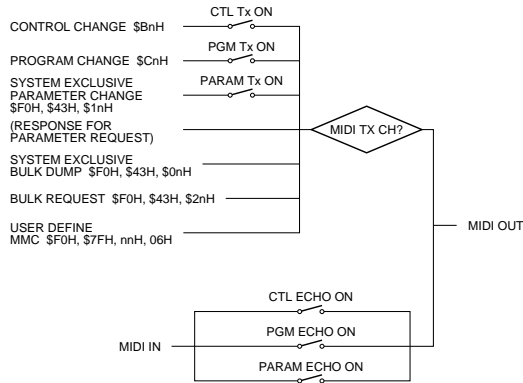 CTL Tx ON
CONTROL CHANGE $BnH
PGM Tx ON
PROGRAM CHANGE $CnH
SYSTEM EXCLUSIVE
PARAMETER CHANGE
$F0H, $43H, $1nH
PARAM Tx ON
(RESPONSE FOR
PARAMETER REQUEST)
MIDI TX CH?
SYSTEM EXCLUSIVE
BULK DUMP $F0H, $43H, $0nH
BULK REQUEST $F0H, $43H, $2nH
USER DEFINE
MMC $F0H, $7FH, nnH, 06H
MIDI OUT
CTL ECHO ON
PGM ECHO ON
MIDI IN
PARAM ECHO ON